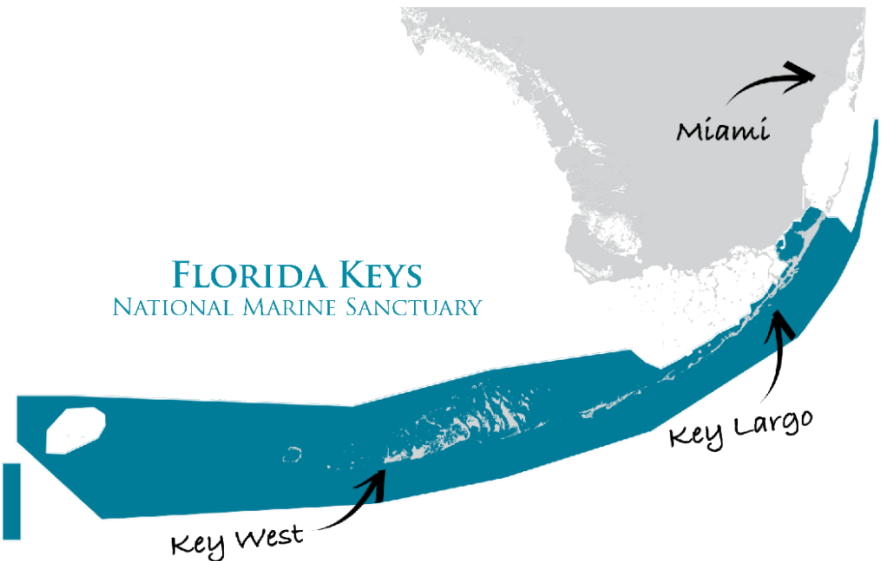 Miami
FLORIDA KEYS
NATIONAL MARINE SANCTUARY
Key Largo
Key West